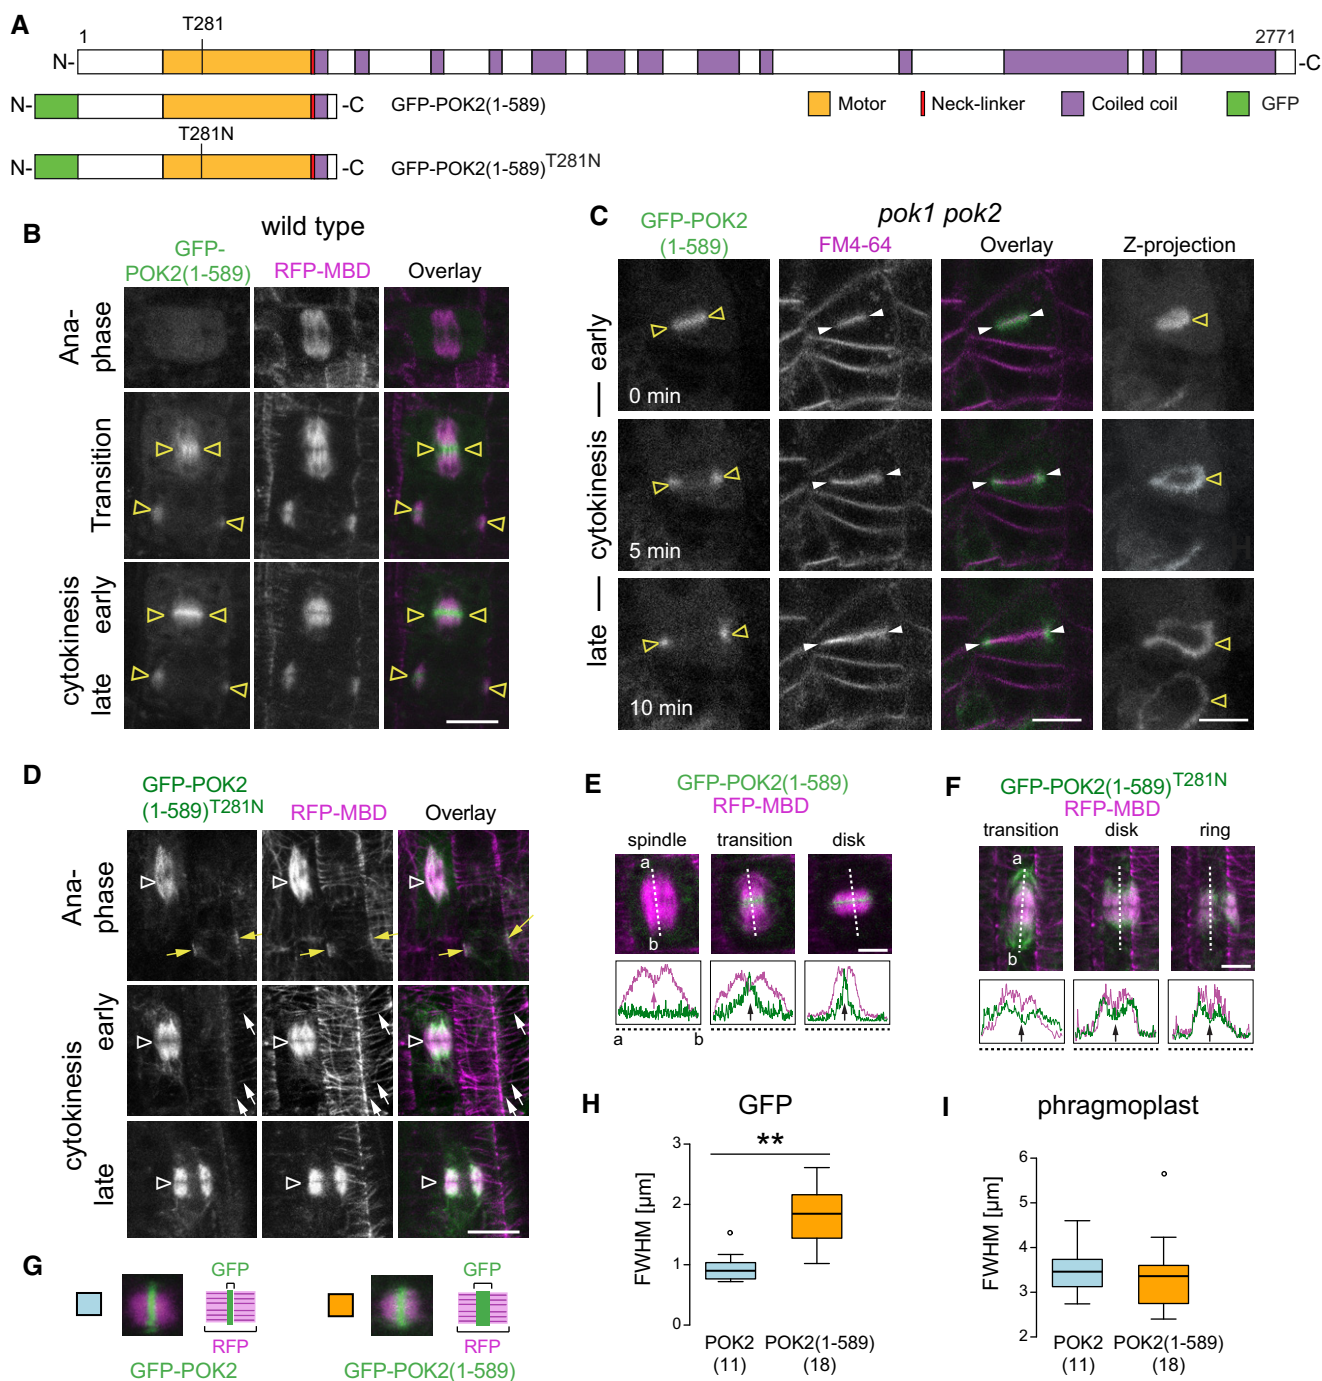 A
T281
1
2771
N-
-C
N-
-C
GFP-POK2(1-589)
Motor
Neck-linker
Coiled coil
GFP
T281N
N-
-C
GFP-POK2(1-589)T281N
B
wild type
GFP-
POK2(1-589)
RFP-MBD
Overlay
Ana-
phase
Transition
cytokinesis
early
late
C
pok1 pok2
GFP-POK2
(1-589)
FM4-64
Overlay
Z-projection
early
cytokinesis
late
0 min
5 min
10 min
D
GFP-POK2
(1-589)T281N
RFP-MBD
Overlay
Ana-
phase
cytokinesis
early
late
E
GFP-POK2(1-589)
RFP-MBD
spindle
transition
disk
a
b
a
b
F
GFP-POK2(1-589)T281N
RFP-MBD
transition
disk
ring
a
b
G
GFP
RFP
GFP-POK2
GFP
RFP
GFP-POK2(1-589)
H
GFP
**
FWHM [µm]
3
2
1
0
POK2
(11)
POK2(1-589)
(18)
I
phragmoplast
FWHM [µm]
6
4
3
2
POK2
(11)
POK2(1-589)
(18)